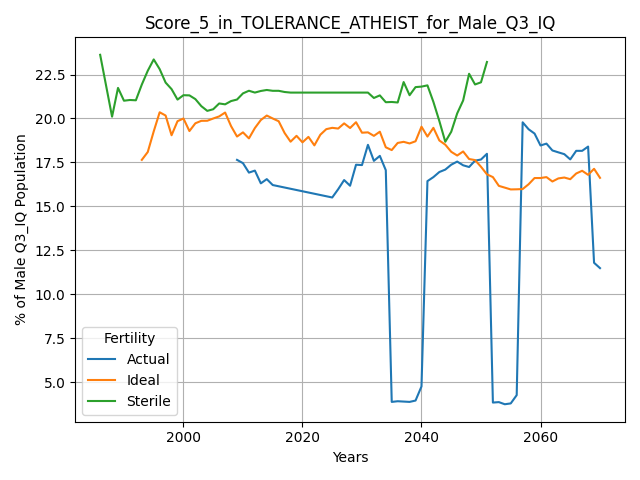 Score_5_in_TOLERANCE_ATHEIST_for_Male_Q3_IQ
% of Male Q3_IQ Population
22.5
20.0
17.5
15.0
12.5
10.0
7.5
5.0
Fertility
Actual
Ideal
Sterile
2000
2020
2040
2060
Years